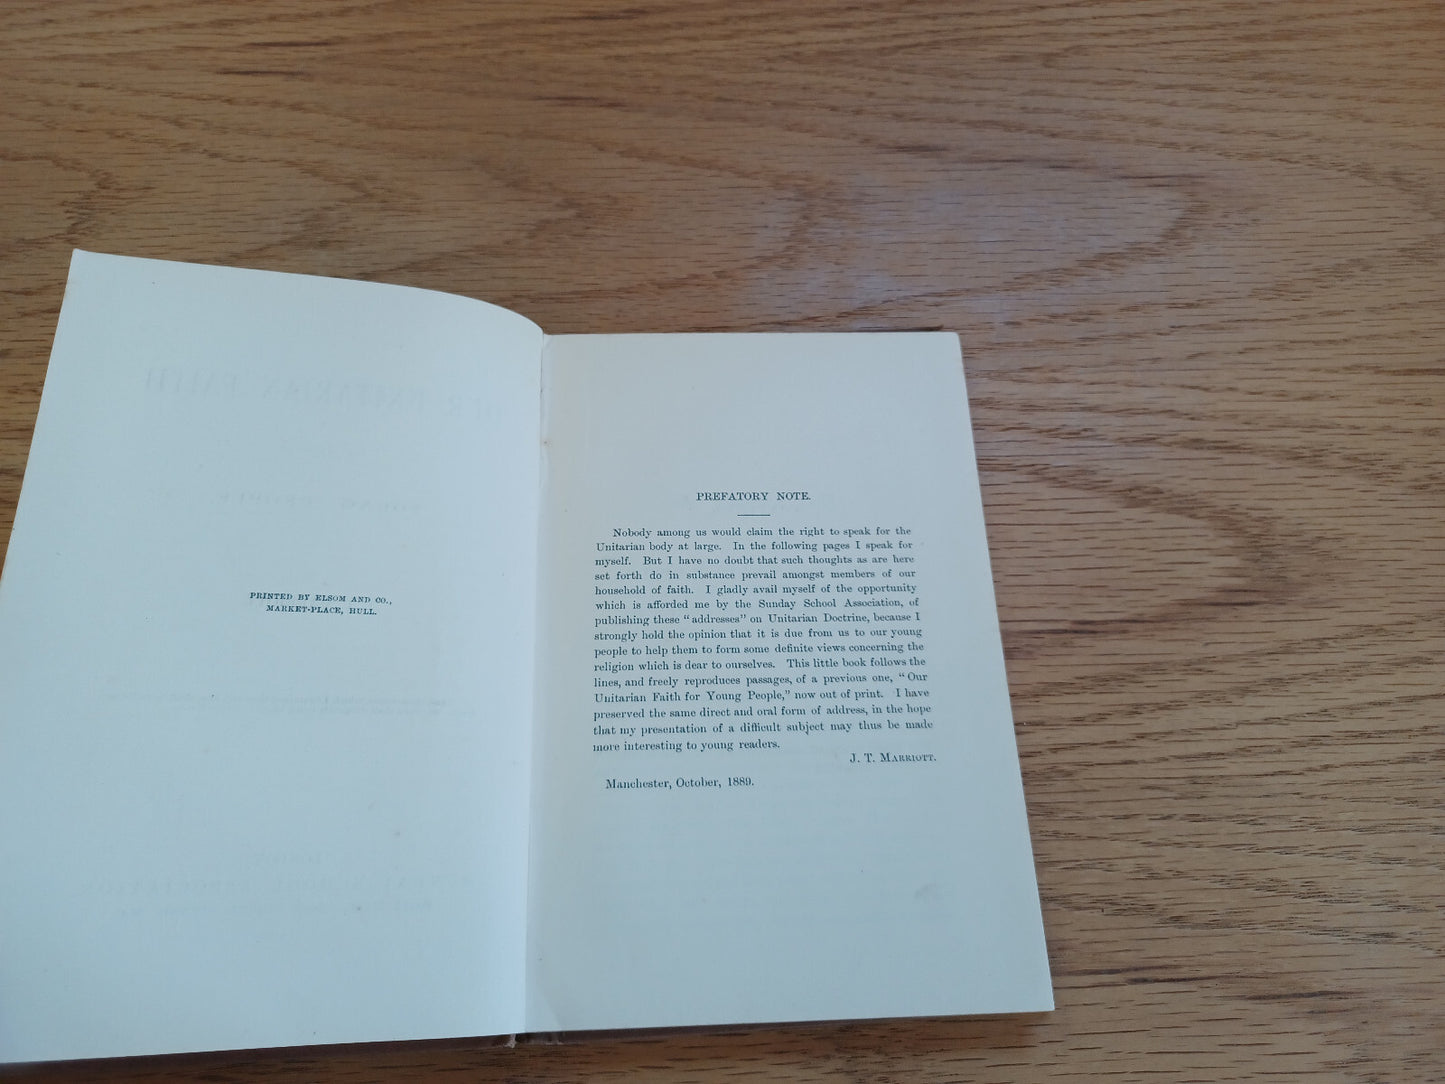 PRINTED BY ELSOM AND CO.,
MARKET-PLACE, HULL.
PREFATORY NOTE.
Nobody among us would claim the right to speak for the
Unitarian body at large. In the following pages I speak for
myself. But I have no doubt that such thoughts as are here
set forth do in substance prevail amongst members of our
household of faith. I gladly avail myself of the opportunity
which is afforded me by the Sunday School Association, of
publishing these "addresses" on Unitarian Doctrine, because I
strongly hold the opinion that it is due from us to our young
people to help them to form some definite views concerning the
religion which is dear to ourselves. This little book follows the
lines, and freely reproduces passages, of a previous one, "Our
Unitarian Faith for Young People," now out of print. I have
preserved the same direct and oral form of address, in the hope
that my presentation of a difficult subject may thus be made
more interesting to young readers.
J. T. MARRIOTT.
Manchester, October, 1889.